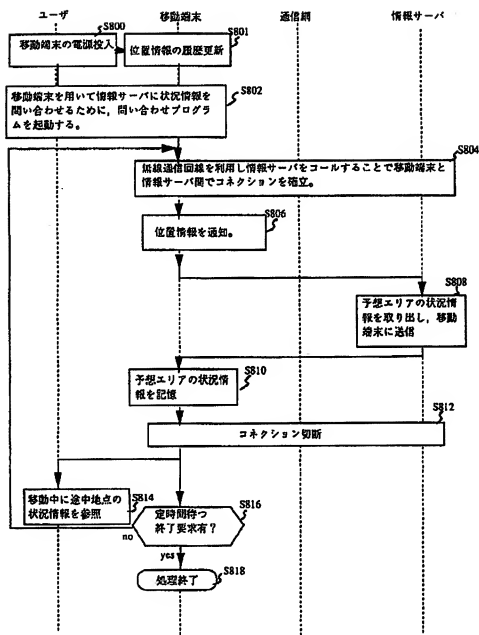 ユーザ
移動端末
通信網
情報サーバ
S800
移動端末の電源投入
S801
位置情報の履歴更新
S802
移動端末を用いて情報サーバに状況情報を
問い合わせるために，問い合わせプログラ
ムを起動する。
S804
無線通信回線を利用し情報サーバをコールすることで移動端末と
情報サーバ間でコネクションを確立。
S806
位置情報を通知。
S808
予想エリアの状況情
報を取り出し，移動
端末に送信
S810
予想エリアの状況情
報を記憶
S812
コネクション切断
S814
移動中に途中地点の
状況情報を参照
S816
定時間待つ
終了要求有？
no
yes
S818
処理終了